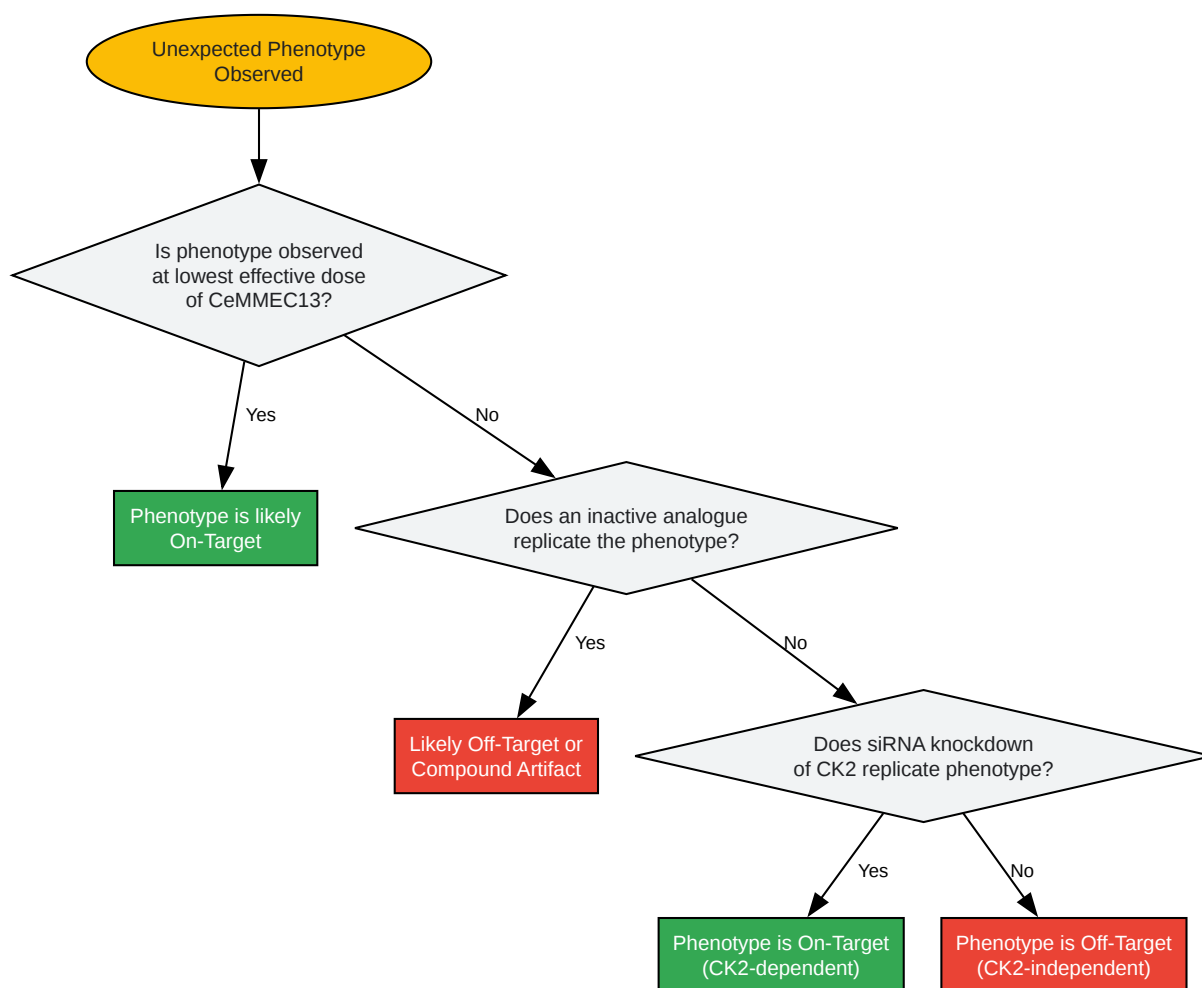 Unexpected Phenotype
Observed
Is phenotype observed
at lowest effective dose
of CeMMEC13?
Yes
No
Phenotype is likely
On-Target
Does an inactive analogue
replicate the phenotype?
Yes
No
Likely Off-Target or
Compound Artifact
Does siRNA knockdown
of CK2 replicate phenotype?
Yes
No
Phenotype is On-Target
(CK2-dependent)
Phenotype is Off-Target
(CK2-independent)